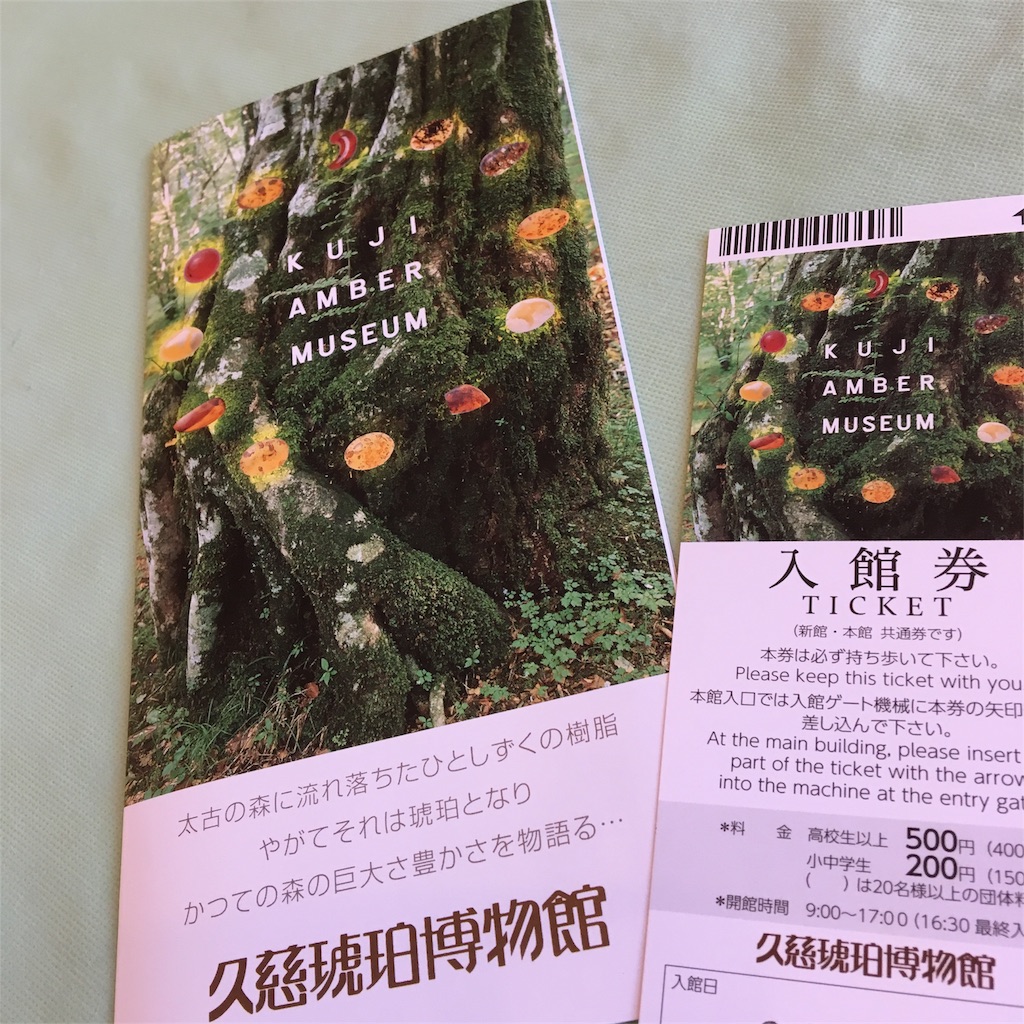 KUJI
AMBER
MUSEUM
太古の森に流れ落ちたひとしずくの樹脂
やがてそれは琥珀となり
かつての森の巨大さ豊かさを物語る…
久慈琥珀博物館
KUJI
AMBER
MUSEUM
入館券
TICKET
(新館・本館 共通券です)
本券は必ず持ち歩いて下さい。
Please keep this ticket with you
本館入口では入館ゲート機械に本券の矢印
差し込んで下さい。
At the main building, please insert
part of the ticket with the arrow
into the machine at the entry gat
*料 金 高校生以上 500円 (400
小中学生 200円 (150
( )は20名様以上の団体料
*開館時間 9:00〜17:00 (16:30 最終入
久慈琥珀博物館
入館日